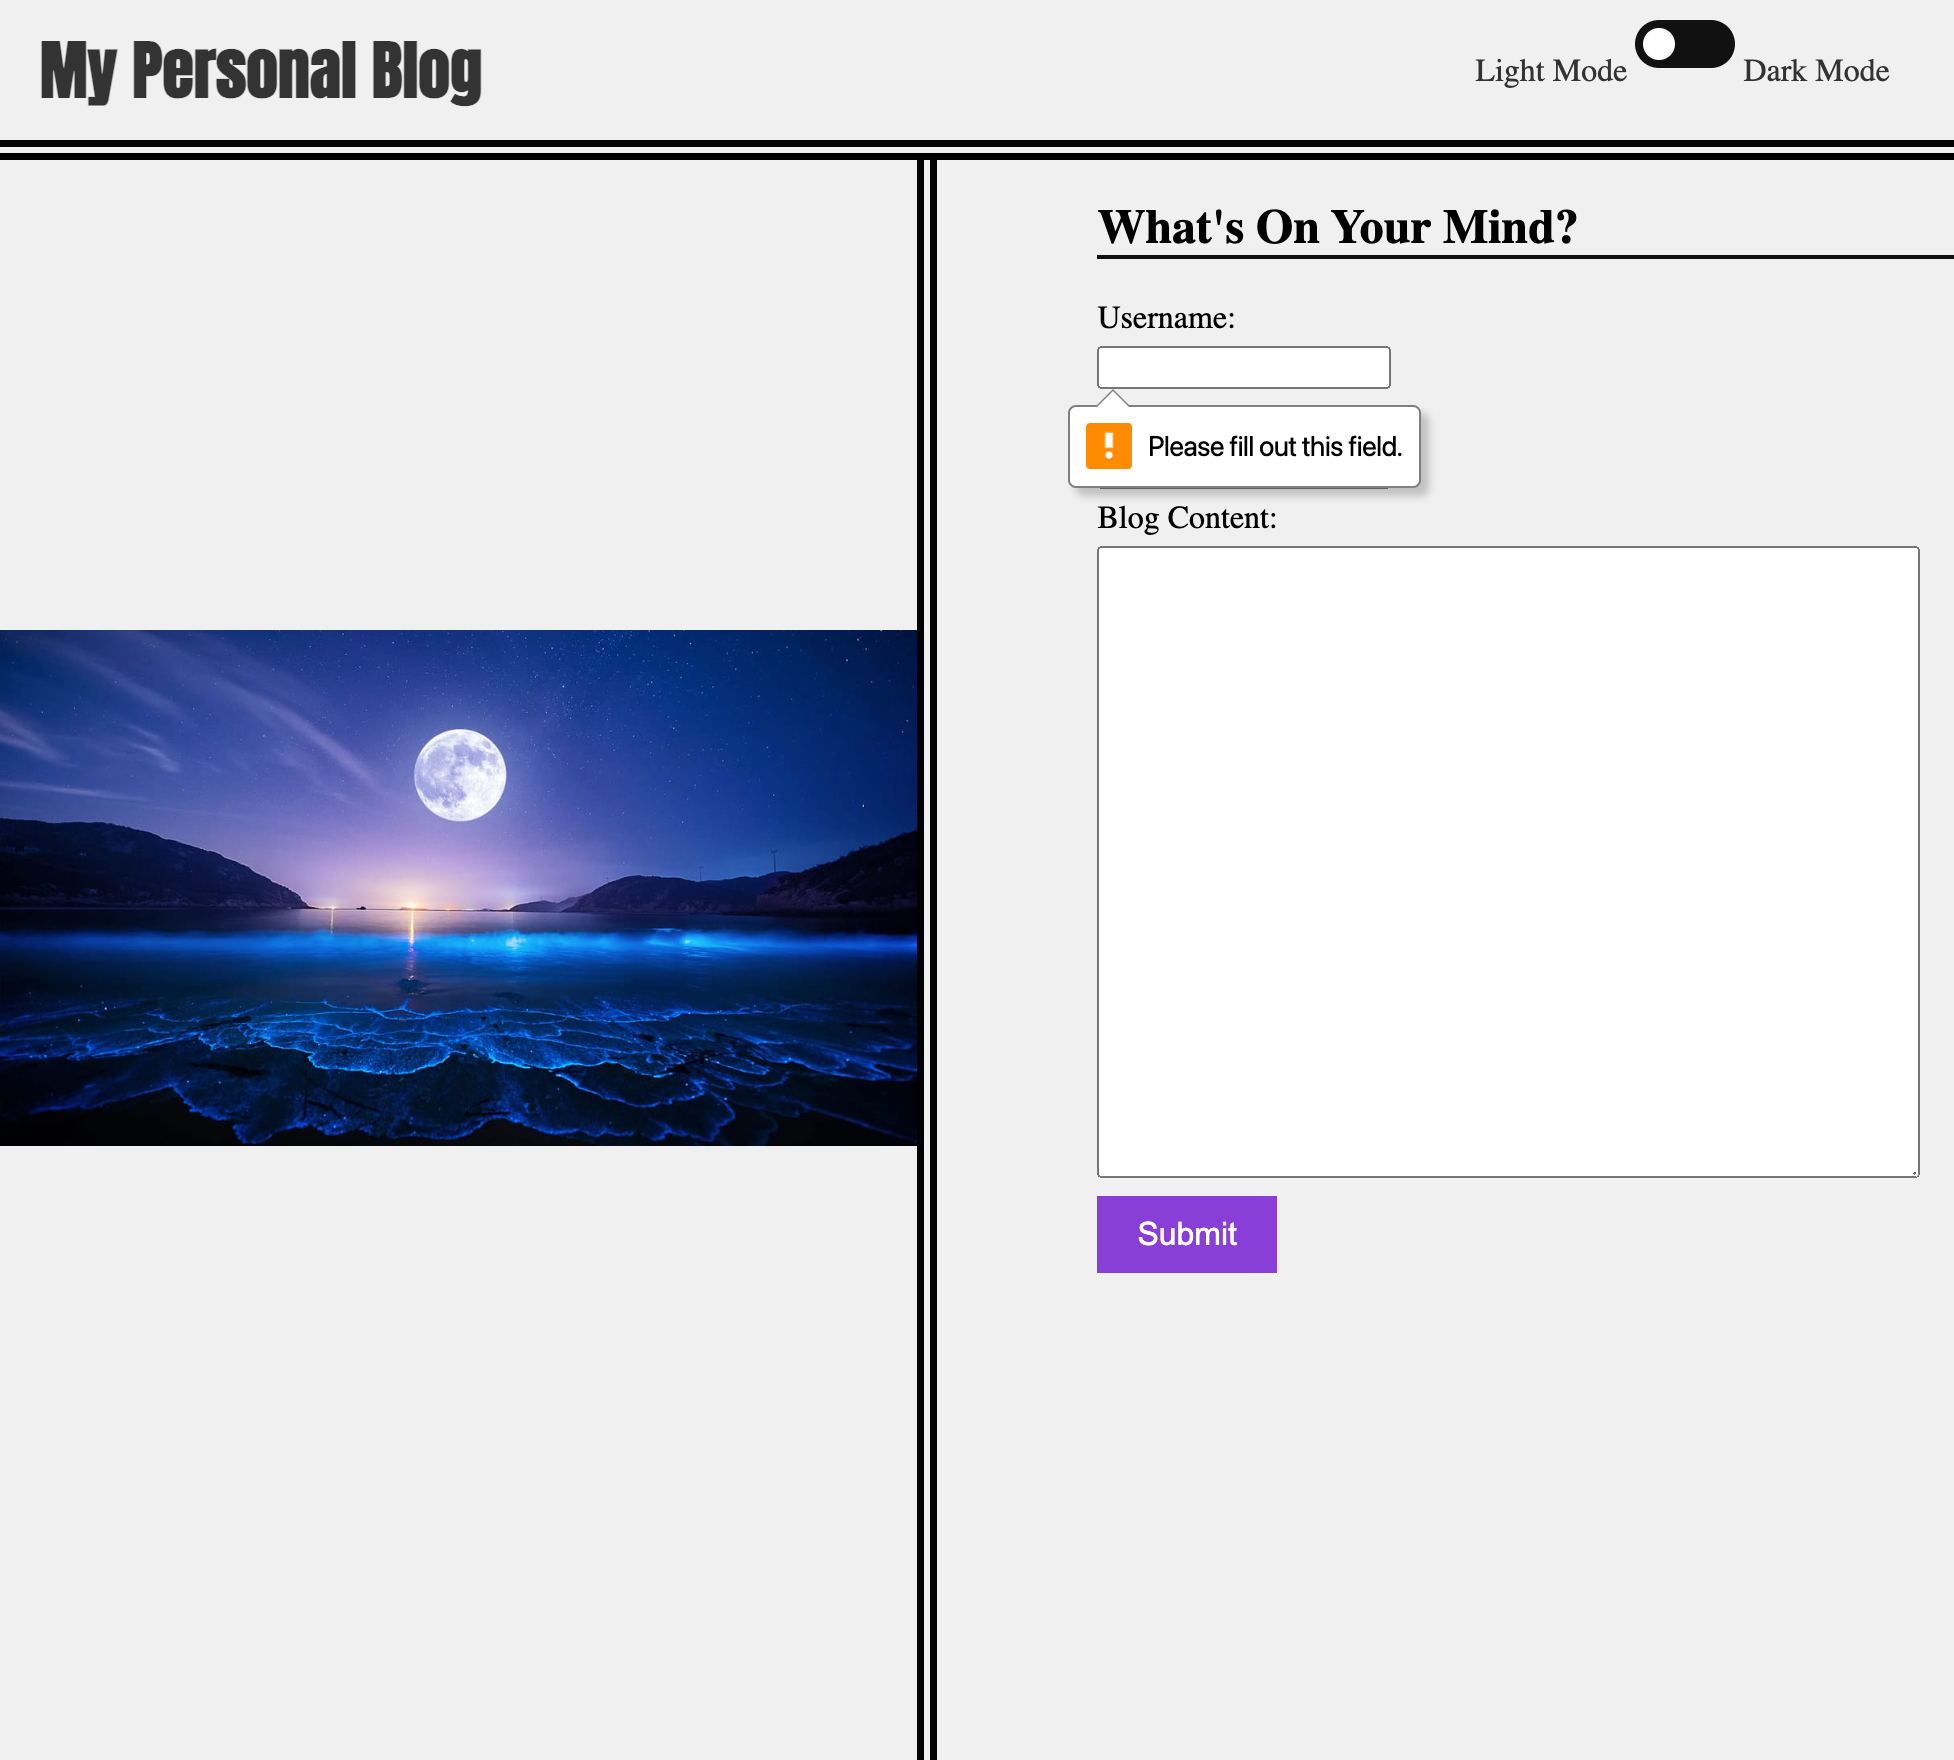 My Personal Blog
Light Mode Dark Mode
What's On Your Mind?
Username:
Please fill out this field.
Blog Content:
Submit